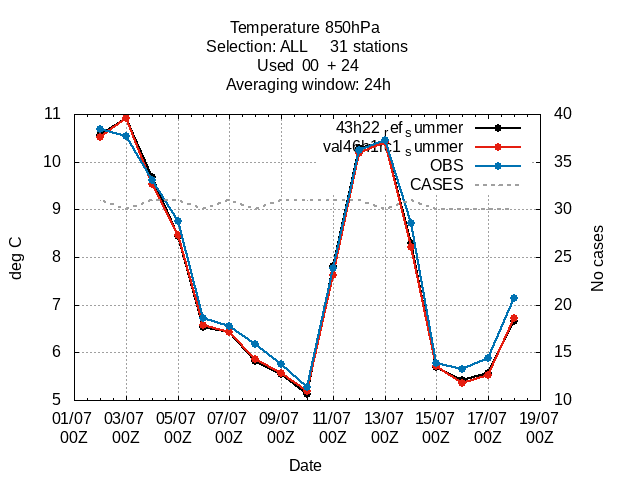 Temperature 850hPa
Selection: ALL 31 stations
Used 00 + 24
Averaging window: 24h
11 40
43h22 ref summer
10 35
OBS
CASES
9 30
8 25
7 20
6 15
5 10
deg C
No cases
01/07 03/07 05/07 07/07 09/07 11/07 13/07 15/07 17/07 19/07
00Z 00Z 00Z 00Z 00Z 00Z 00Z 00Z 00Z 00Z
Date